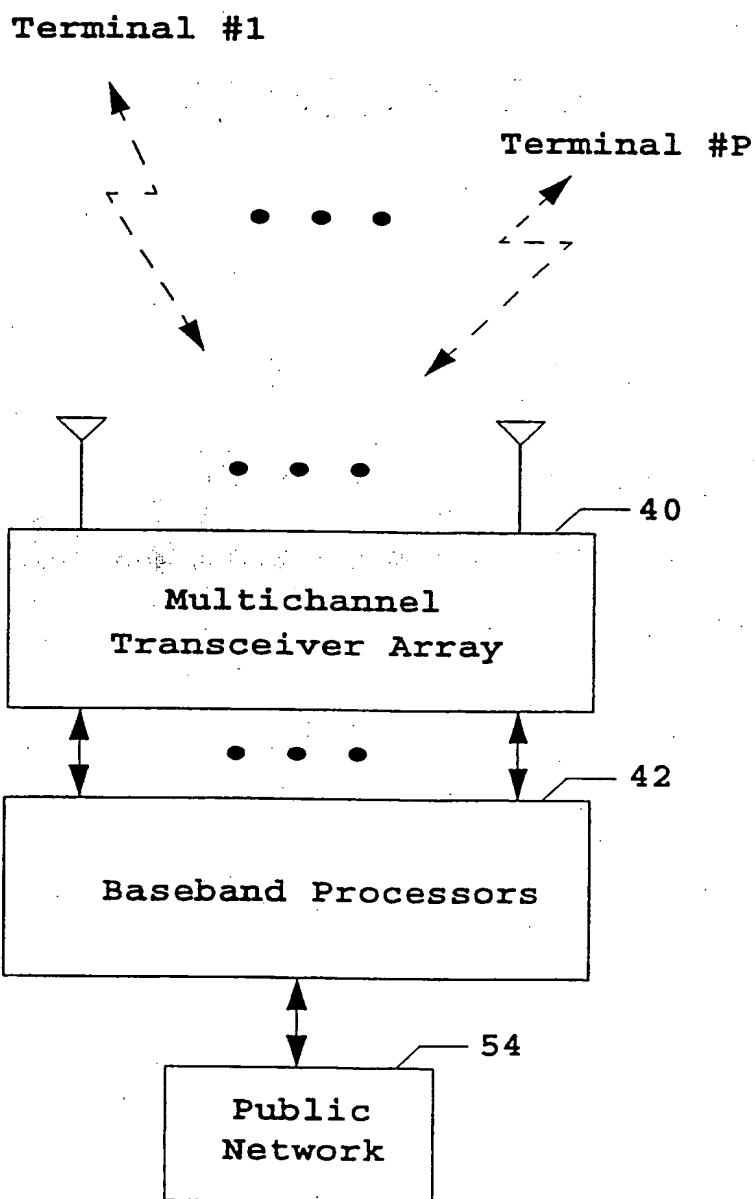 Terminal #1
Terminal #P
40
Multichannel
Transceiver Array
42
Baseband Processors
54
Public
Network